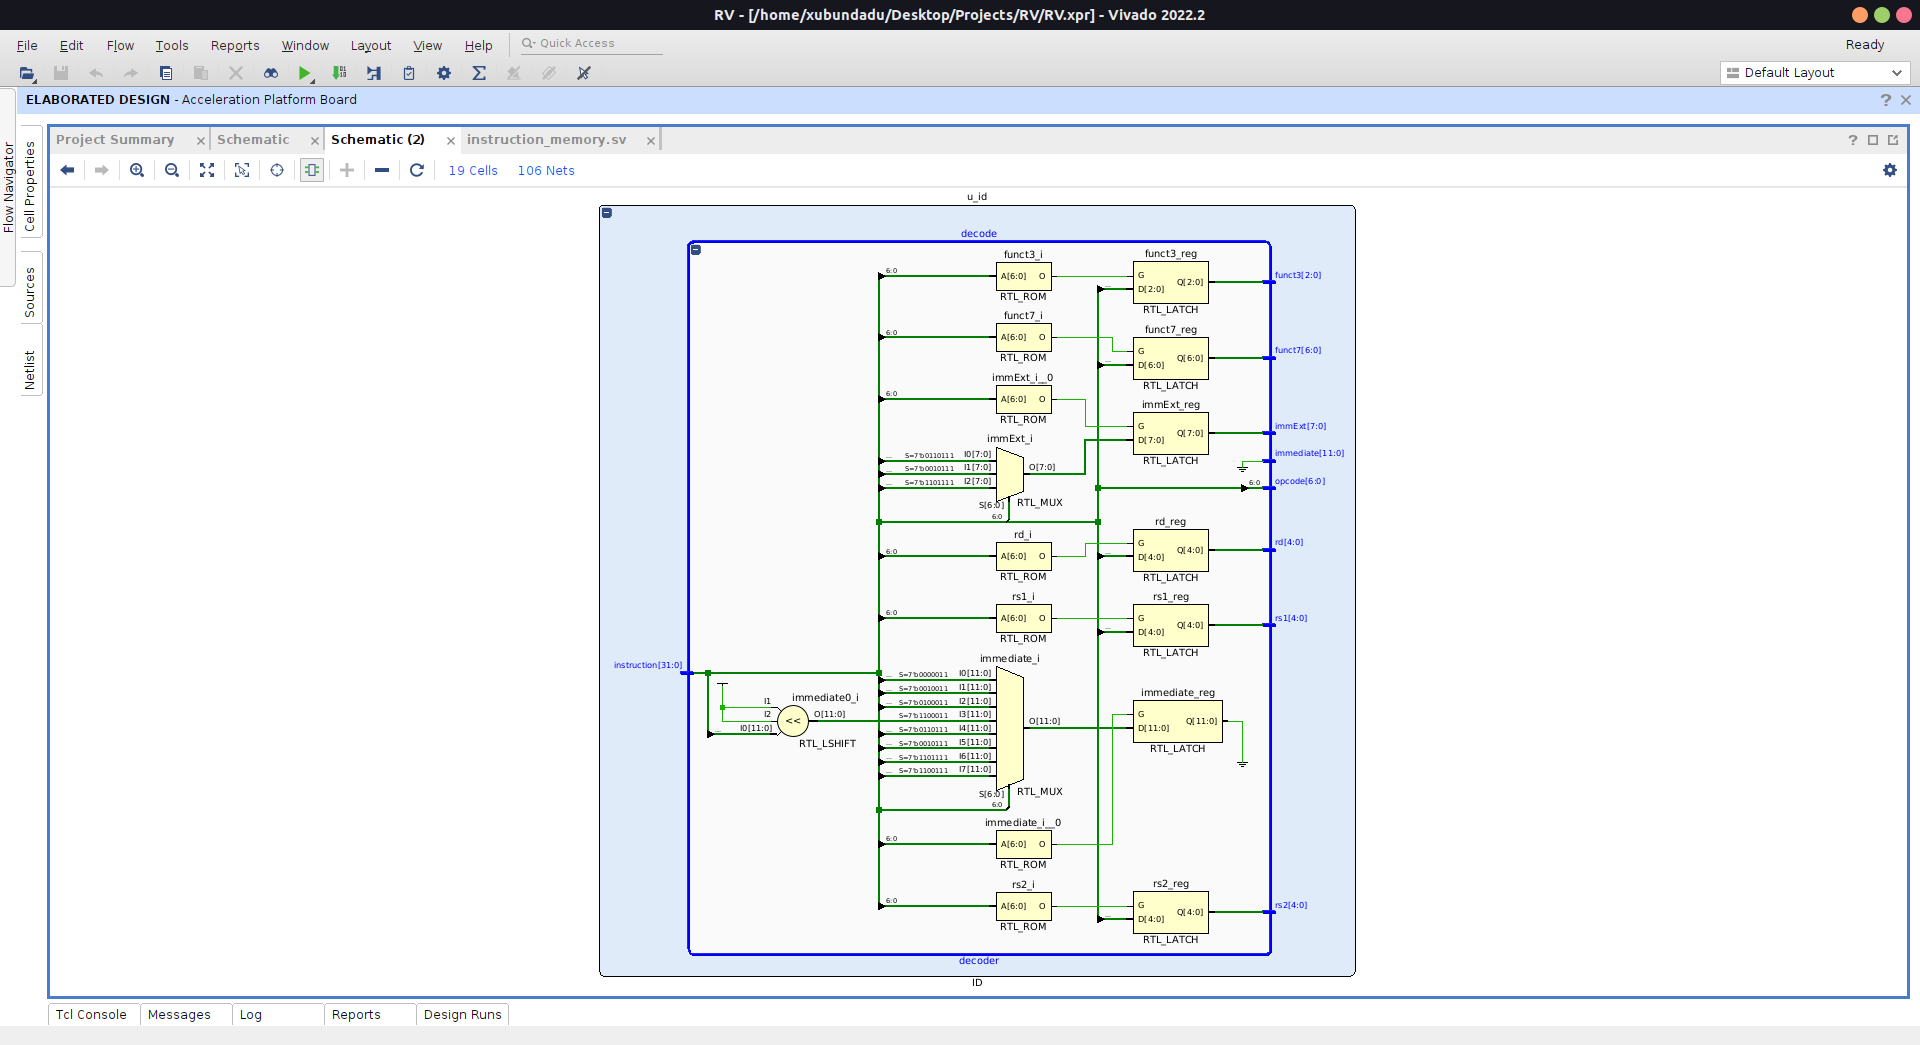 RV - [/home/xubundadu/Desktop/Projects/RV/RV.xpr] - Vivado 2022.2
File Edit Flow Tools Reports Window Layout View Help Quick Access Ready
Default Layout
ELABORATED DESIGN - Acceleration Platform Board
Flow Navigator
Cell Properties
Sources
Netlist
Project Summary Schematic Schematic (2) instruction_memory.sv
19 Cells 106 Nets
u_id
decode
funct3_i
6:0 A[6:0] O
RTL_ROM
funct3_reg
G
D[2:0] Q[2:0]
RTL_LATCH
funct3[2:0]
funct7_i
6:0 A[6:0] O
RTL_ROM
funct7_reg
G
D[6:0] Q[6:0]
RTL_LATCH
funct7[6:0]
immExt_i__0
6:0 A[6:0] O
RTL_ROM
immExt_reg
G
D[7:0] Q[7:0]
RTL_LATCH
immExt[7:0]
immExt_i
S=7'b0110111 I0[7:0]
S=7'b0010111 I1[7:0]
S=7'b1101111 I2[7:0]
O[7:0]
S[6:0]
6:0
RTL_MUX
immediate[11:0]
6:0 opcode[6:0]
rd_i
6:0 A[6:0] O
RTL_ROM
rd_reg
G
D[4:0] Q[4:0]
RTL_LATCH
rd[4:0]
rs1_i
6:0 A[6:0] O
RTL_ROM
rs1_reg
G
D[4:0] Q[4:0]
RTL_LATCH
rs1[4:0]
instruction[31:0]
immediate0_i
I1
I2
I0[11:0]
<<
O[11:0]
RTL_LSHIFT
immediate_i
S=7'b0000011 I0[11:0]
S=7'b0010011 I1[11:0]
S=7'b0100011 I2[11:0]
S=7'b1100011 I3[11:0]
S=7'b0110111 I4[11:0]
S=7'b0010111 I5[11:0]
S=7'b1101111 I6[11:0]
S=7'b1100111 I7[11:0]
O[11:0]
S[6:0]
6:0
RTL_MUX
immediate_reg
G
D[11:0] Q[11:0]
RTL_LATCH
immediate_i__0
6:0 A[6:0] O
RTL_ROM
rs2_i
6:0 A[6:0] O
RTL_ROM
rs2_reg
G
D[4:0] Q[4:0]
RTL_LATCH
rs2[4:0]
decoder
ID
Tcl Console Messages Log Reports Design Runs